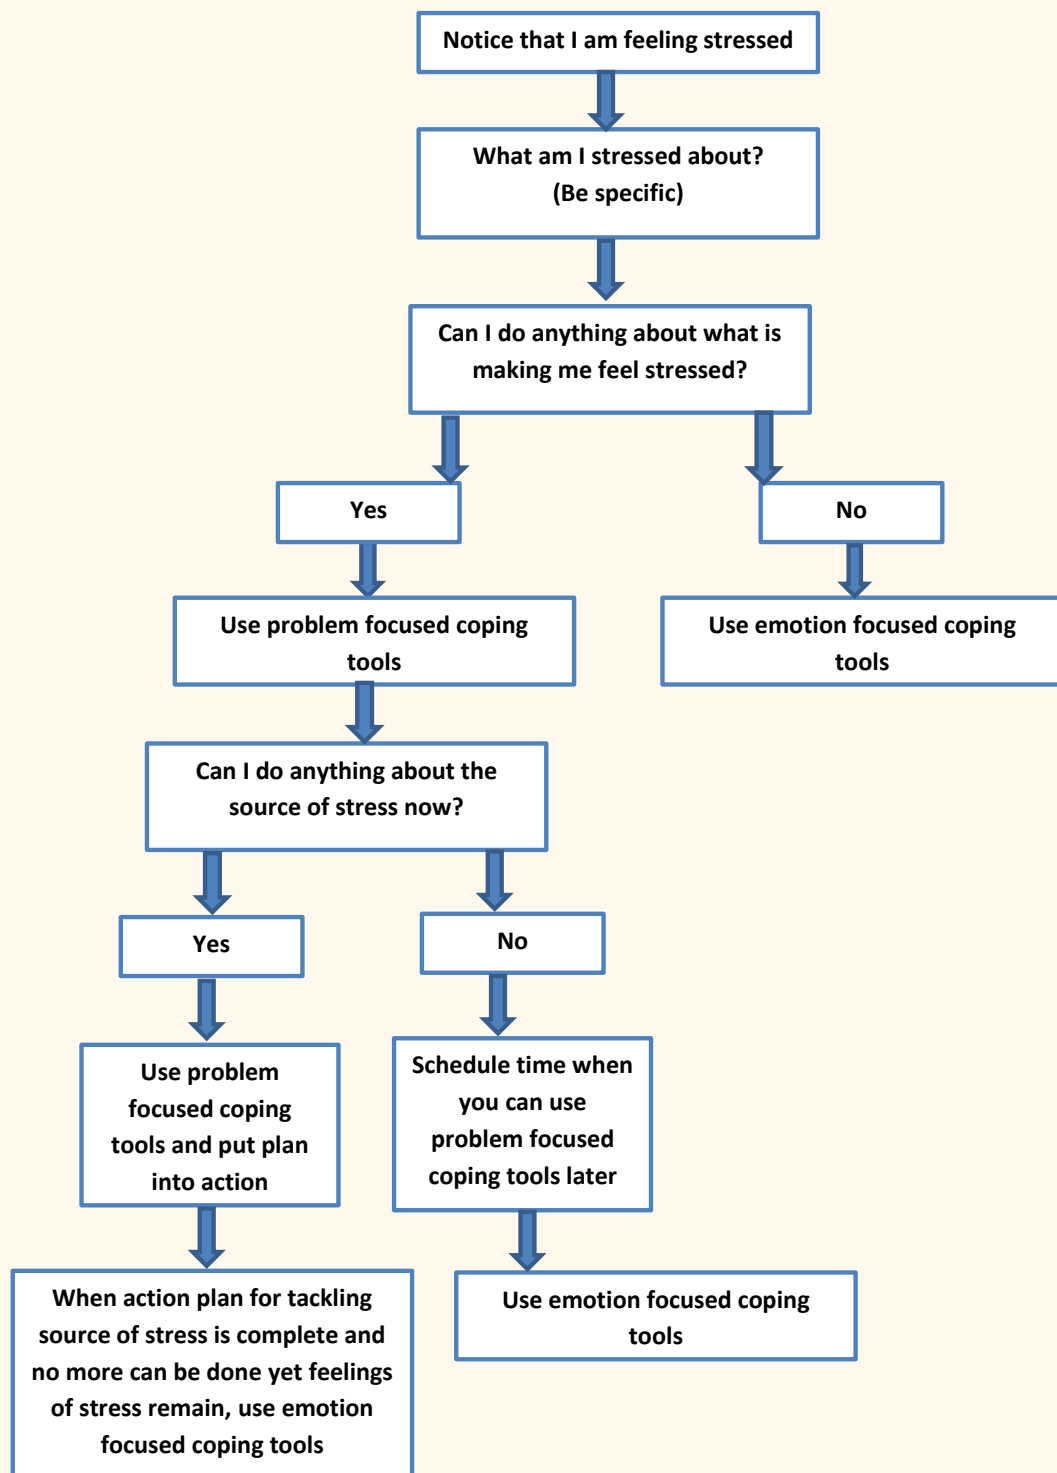 Notice that I am feeling stressed
What am I stressed about?
(Be specific)
Can I do anything about what is
making me feel stressed?
Yes
No
Use problem focused coping
tools
Use emotion focused coping
tools
Can I do anything about the
source of stress now?
Yes
No
Use problem
focused coping
tools and put plan
into action
Schedule time when
you can use
problem focused
coping tools later
When action plan for tackling
source of stress is complete and
no more can be done yet feelings
of stress remain, use emotion
focused coping tools
Use emotion focused coping
tools